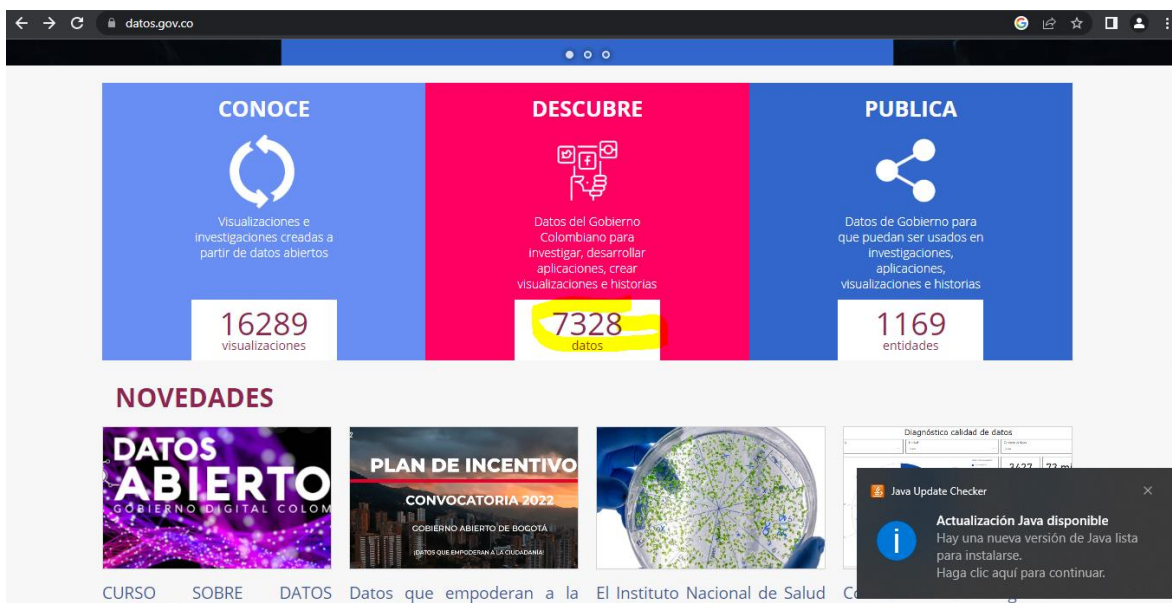 datos.gov.co
CONOCE
Visualizaciones e
investigaciones creadas a
partir de datos abiertos
16289
visualizaciones
DESCUBRE
Datos del Gobierno
Colombiano para
investigar, desarrollar
aplicaciones, crear
visualizaciones e historias
7328
datos
PUBLICA
Datos de Gobierno para
que puedan ser usados en
investigaciones,
aplicaciones,
visualizaciones e historias
1169
entidades
NOVEDADES
DATOS
ABIERTO
GOBIERNO DIGITAL COLOM
PLAN DE INCENTIVO
CONVOCATORIA 2022
GOBIERNO ABIERTO DE BOGOTÁ
¡DATOS QUE EMPODERAN A LA CIUDADANÍA!
Diagnóstico calidad de datos
3427
CURSO SOBRE DATOS
Datos que empoderan a la
El Instituto Nacional de Salud
Java Update Checker
Actualización Java disponible
Hay una nueva versión de Java lista
para instalarse.
Haga clic aquí para continuar.